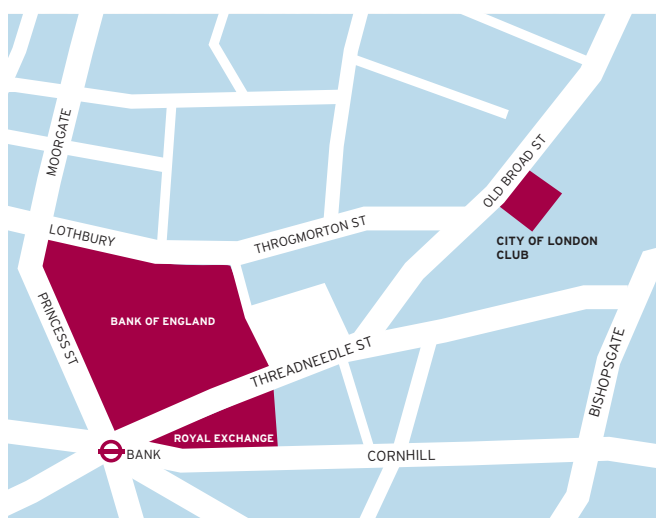 MOORGATE
OLD BROAD ST
LOTHBURY
THROGMORTON ST
CITY OF LONDON
CLUB
PRINCESS ST
BANK OF ENGLAND
THREADNEEDLE ST
BISHOPSGATE
ROYAL EXCHANGE
BANK
CORNHILL